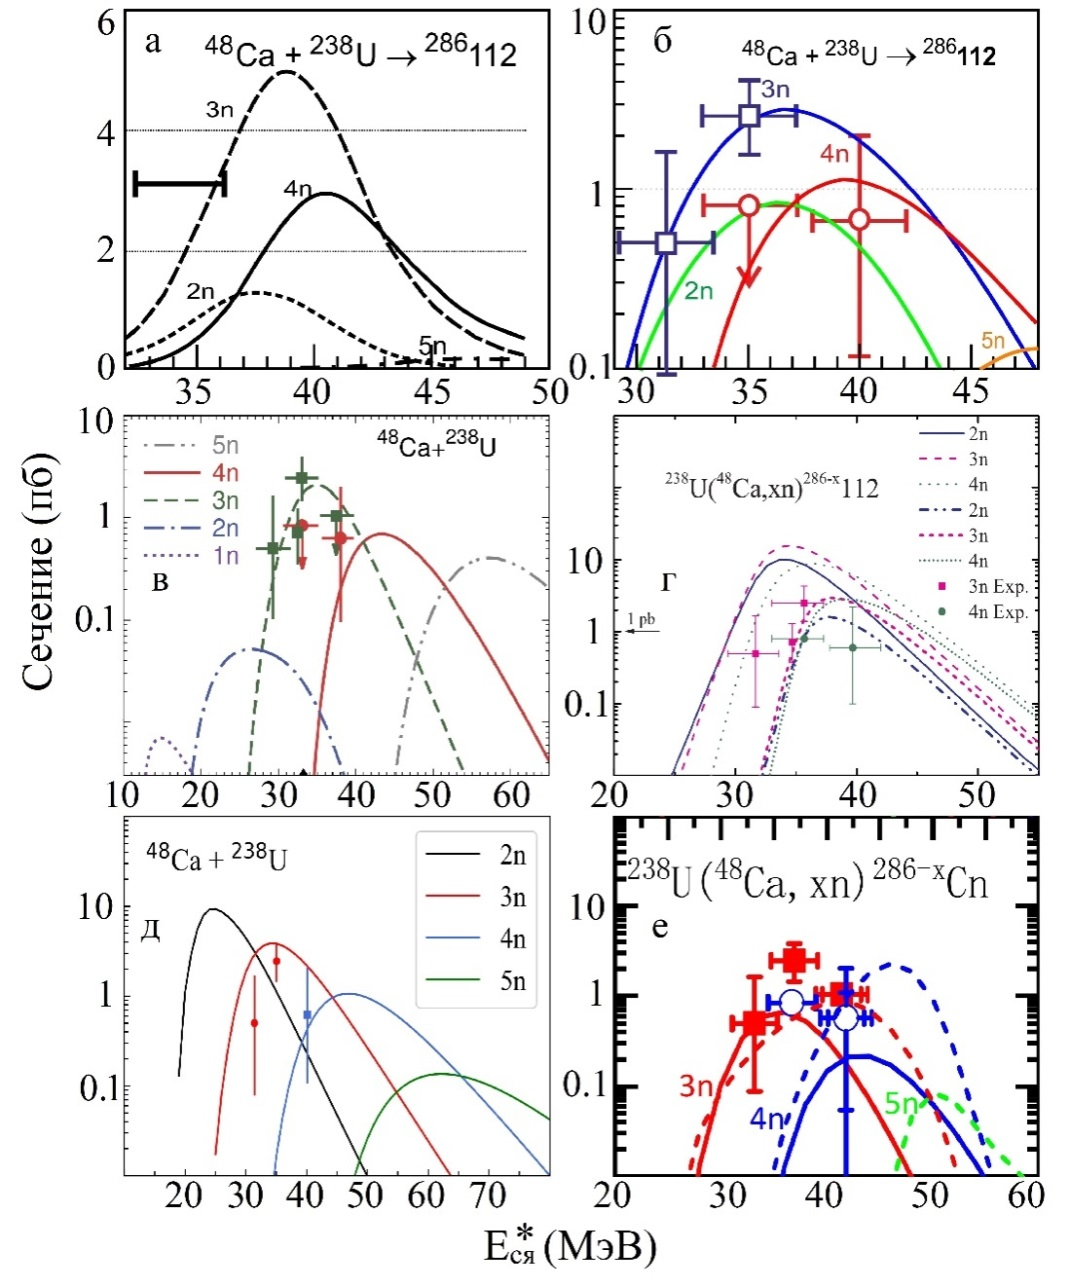 6
4
2
0
а
⁴⁸Ca + ²³⁸U → ²⁸⁶112
3n
4n
2n
5n
35
40
45
50
10
1
0.1
б
⁴⁸Ca + ²³⁸U → ²⁸⁶112
3n
4n
2n
5n
30
35
40
45
Сечение (пб)
10
1
0.1
5n
4n
3n
2n
1n
⁴⁸Ca+²³⁸U
в
10
20
30
40
50
60
²³⁸U(⁴⁸Ca,xn)²⁸⁶⁻ˣ112
2n
3n
4n
2n
3n
4n
3n Exp.
4n Exp.
г
10
1
0.1
1 pb
20
30
40
50
⁴⁸Ca + ²³⁸U
2n
3n
4n
5n
д
10
1
0.1
20
30
40
50
60
70
²³⁸U(⁴⁸Ca, xn)²⁸⁶⁻ˣCn
е
10
1
0.1
3n
4n
5n
30
40
50
60
E*ся (МэВ)